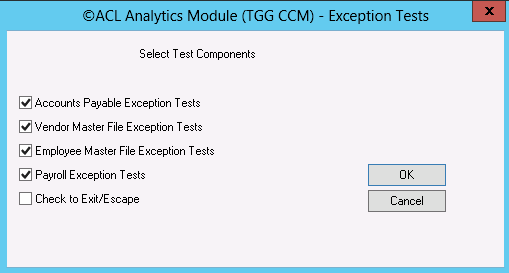 ©ACL Analytics Module (TGG CCM) - Exception Tests
x
Select Test Components
Accounts Payable Exception Tests
Vendor Master File Exception Tests
Employee Master File Exception Tests
Payroll Exception Tests
OK
Check to Exit/Escape
Cancel